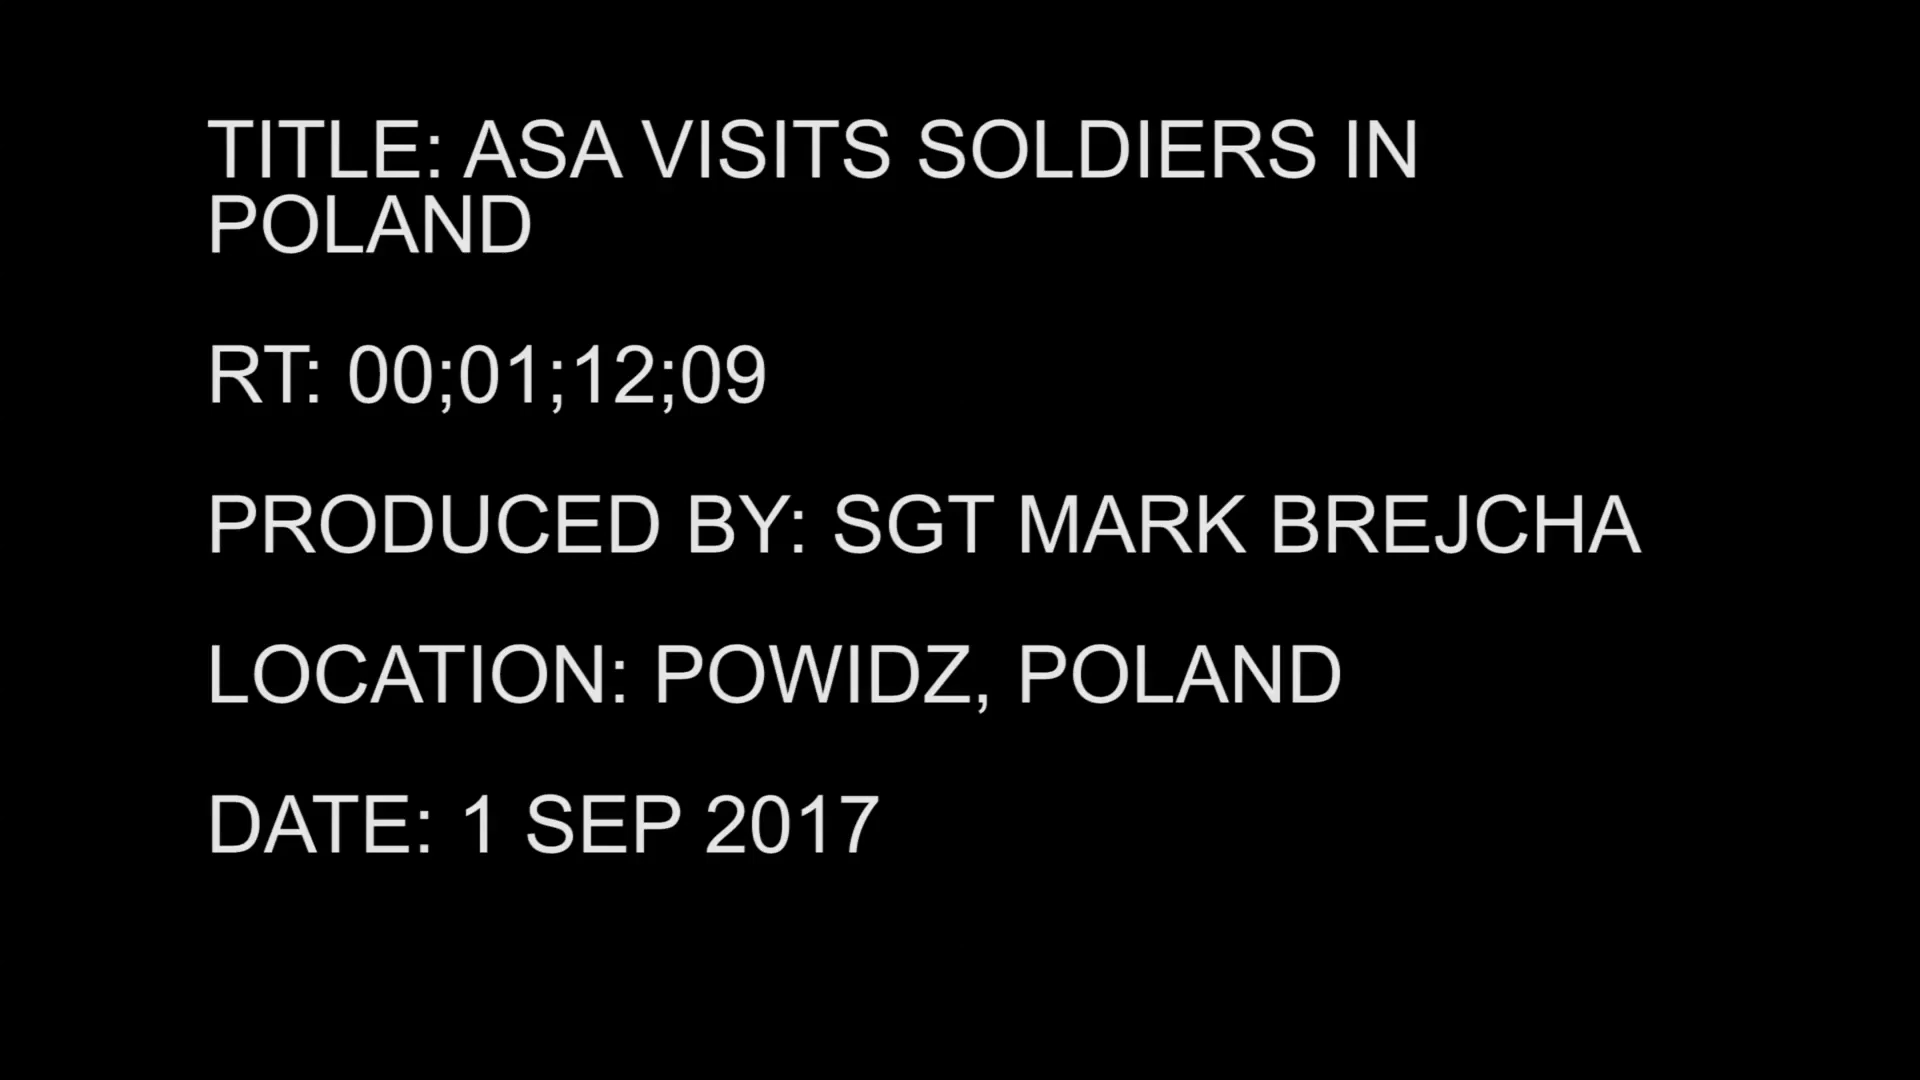 TITLE: ASA VISITS SOLDIERS IN
POLAND
RT: 00;01;12;09
PRODUCED BY: SGT MARK BREJCHA
LOCATION: POWIDZ, POLAND
DATE: 1 SEP 2017